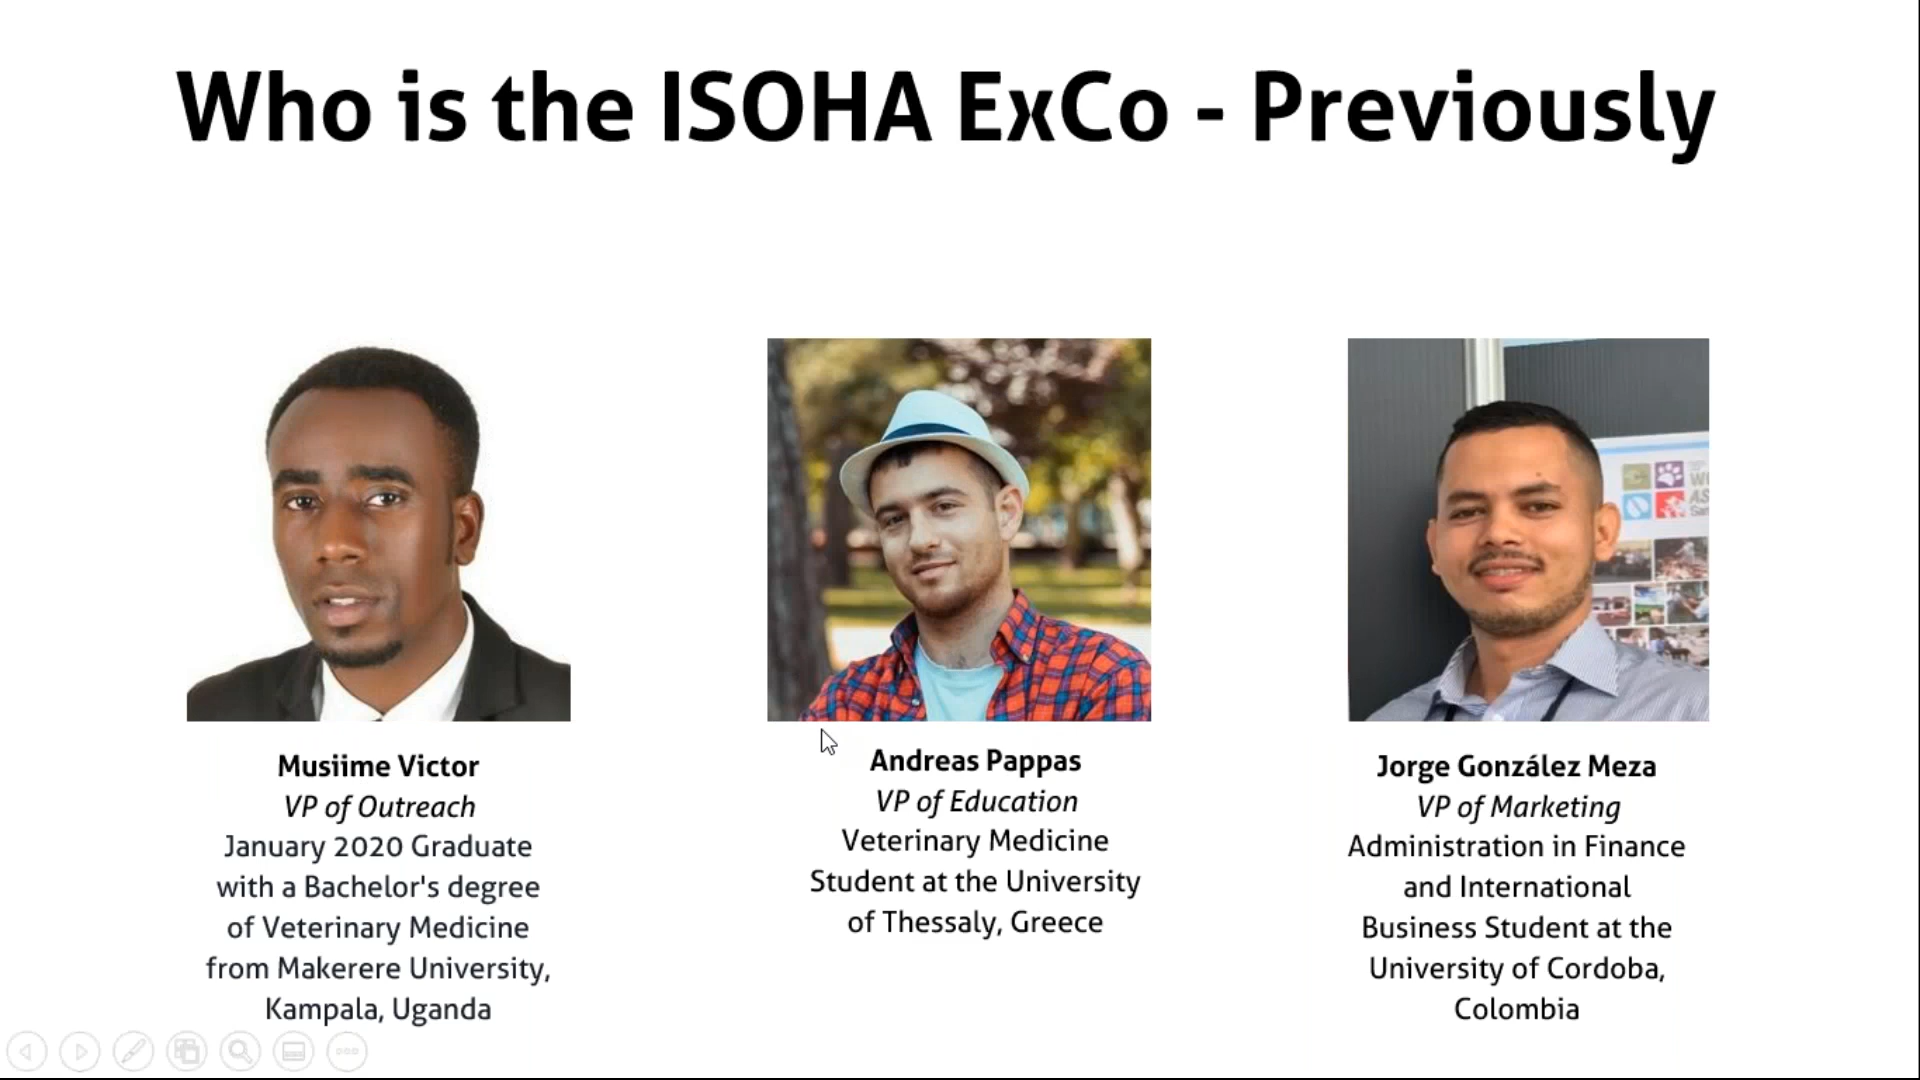 Who is the ISOHA ExCo - Previously
Musiime Victor
VP of Outreach
January 2020 Graduate
with a Bachelor's degree
of Veterinary Medicine
from Makerere University,
Kampala, Uganda
Andreas Pappas
VP of Education
Veterinary Medicine
Student at the University
of Thessaly, Greece
Jorge González Meza
VP of Marketing
Administration in Finance
and International
Business Student at the
University of Cordoba,
Colombia